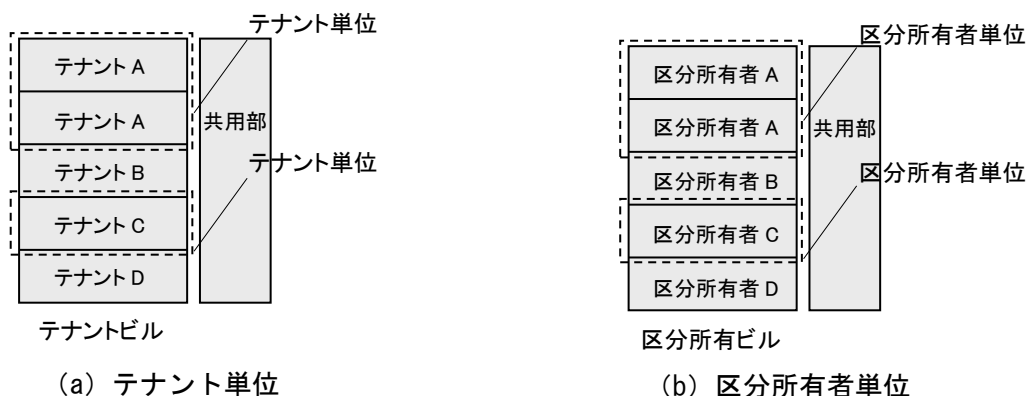 テナント単位
テナント A
テナント A
共用部
テナント B
テナント単位
テナント C
テナント D
テナントビル
(a) テナント単位
区分所有者単位
区分所有者 A
区分所有者 A
共用部
区分所有者 B
区分所有者単位
区分所有者 C
区分所有者 D
区分所有ビル
(b) 区分所有者単位